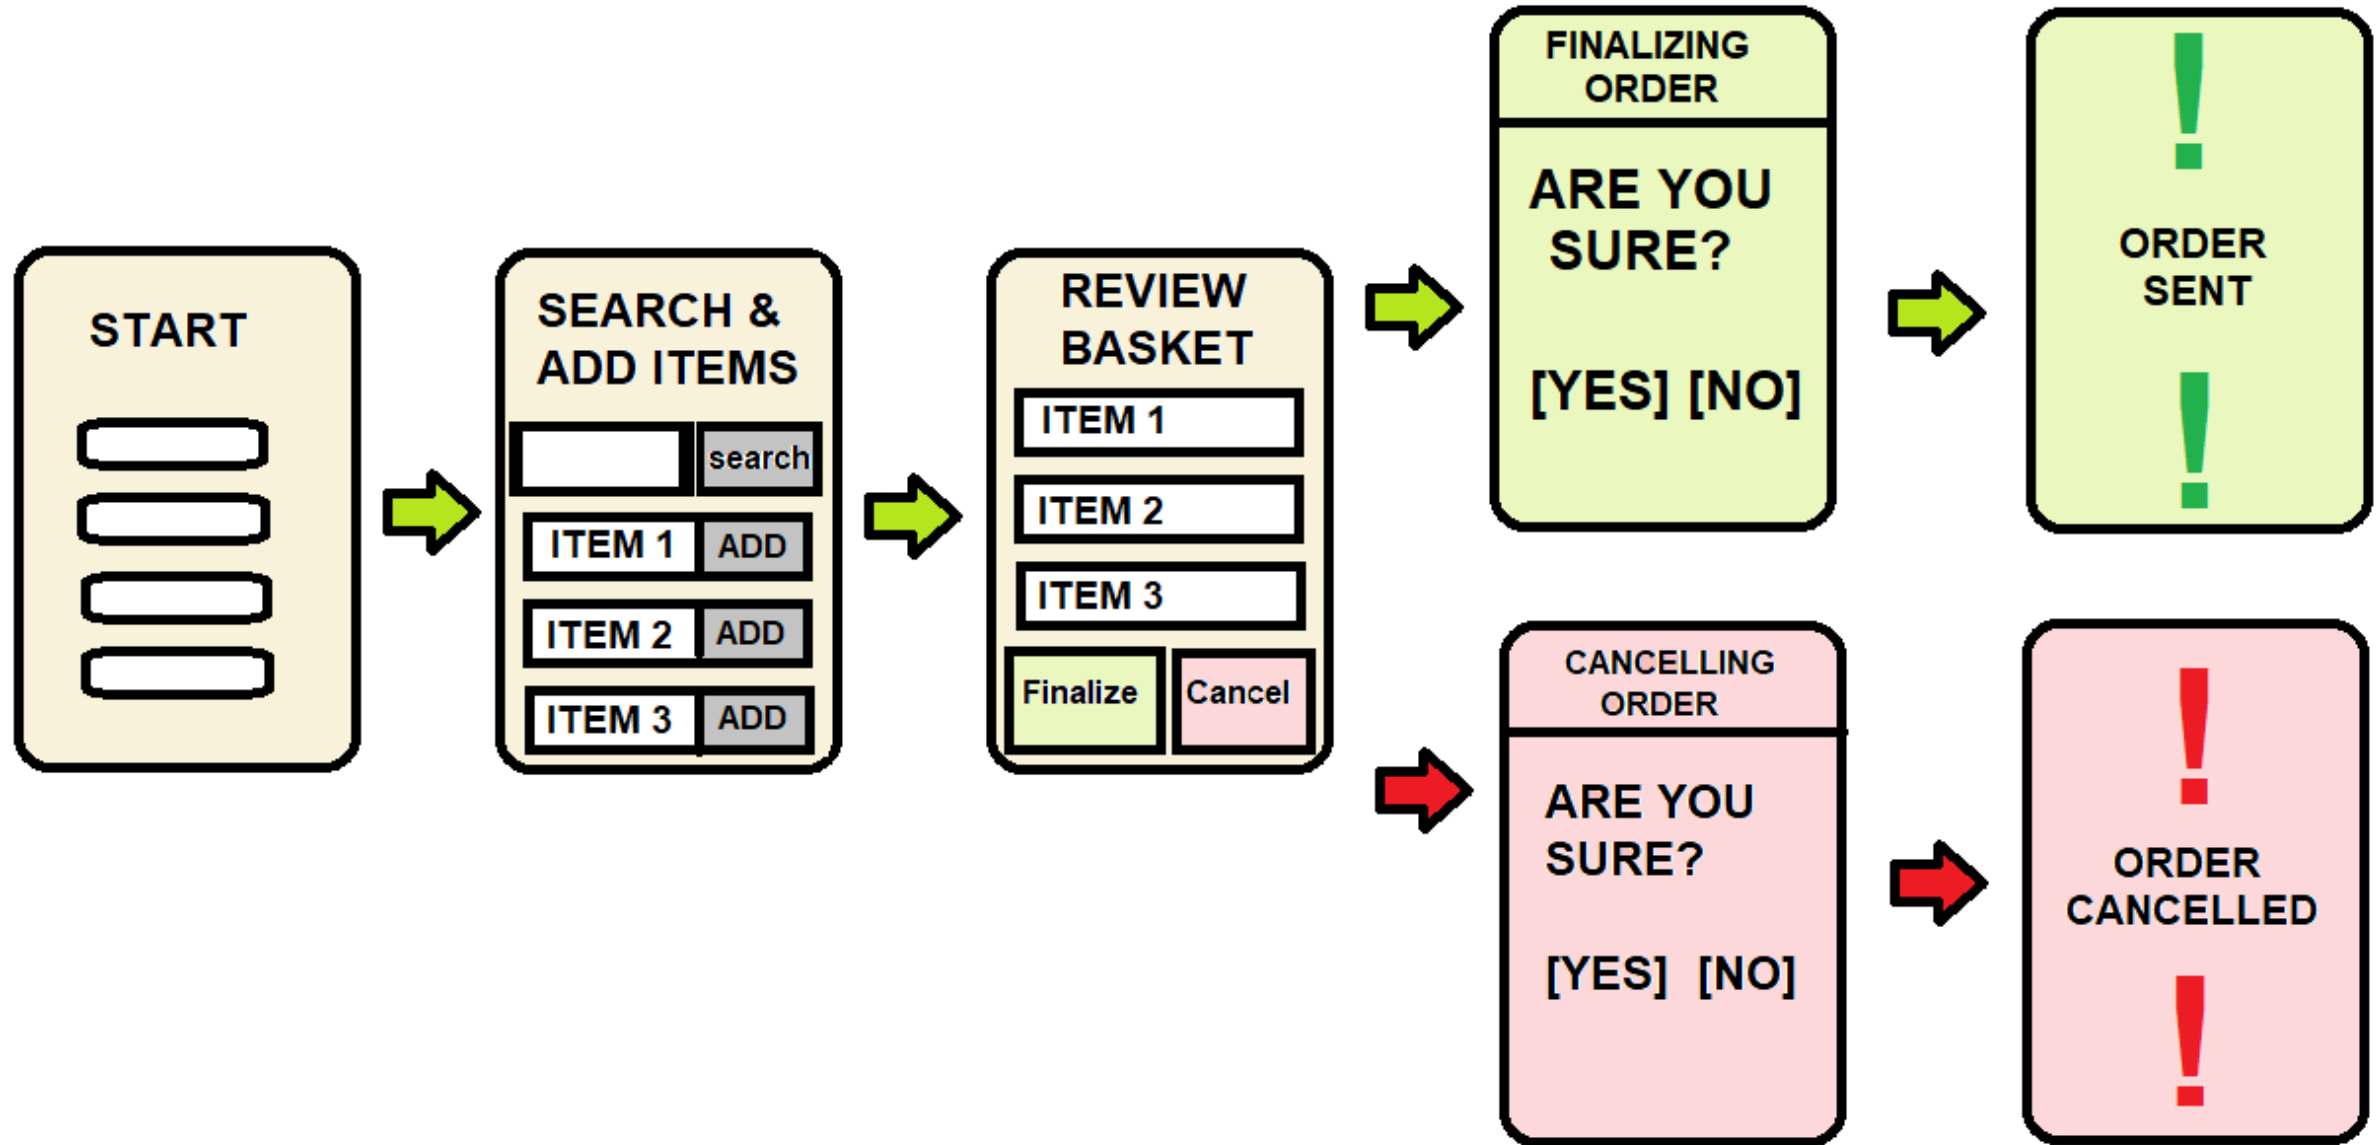 START
SEARCH &
ADD ITEMS
search
ITEM 1 ADD
ITEM 2 ADD
ITEM 3 ADD
REVIEW
BASKET
ITEM 1
ITEM 2
ITEM 3
Finalize Cancel
FINALIZING
ORDER
ARE YOU
SURE?
[YES] [NO]
!
ORDER
SENT
!
CANCELLING
ORDER
ARE YOU
SURE?
[YES] [NO]
!
ORDER
CANCELLED
!